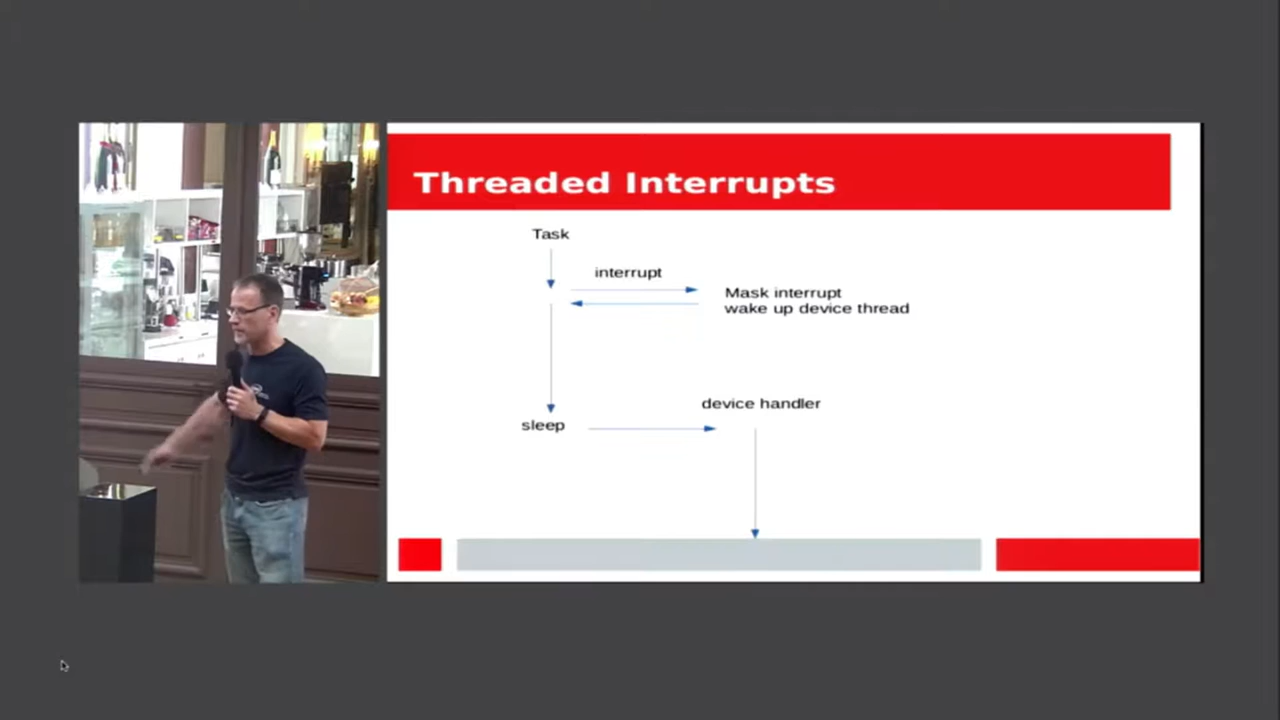 Threaded Interrupts
Task
interrupt
Mask interrupt
wake up device thread
device handler
sleep